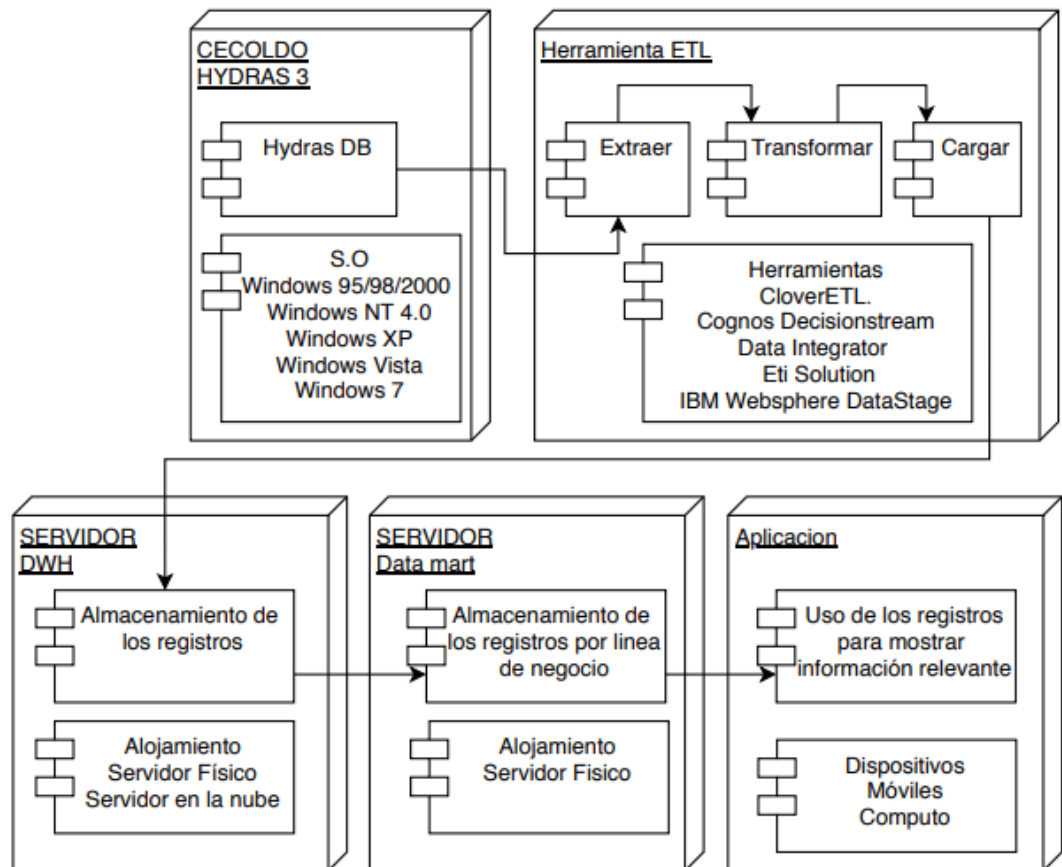 CECOLDO
HYDRAS 3
Hydras DB
S.O
Windows 95/98/2000
Windows NT 4.0
Windows XP
Windows Vista
Windows 7
Herramienta ETL
Extraer
Transformar
Cargar
Herramientas
CloverETL.
Cognos Decisionstream
Data Integrator
Eti Solution
IBM Websphere DataStage
SERVIDOR
DWH
Almacenamiento de
los registros
Alojamiento
Servidor Físico
Servidor en la nube
SERVIDOR
Data mart
Almacenamiento de
los registros por linea
de negocio
Alojamiento
Servidor Fisico
Aplicacion
Uso de los registros
para mostrar
información relevante
Dispositivos
Móviles
Computo